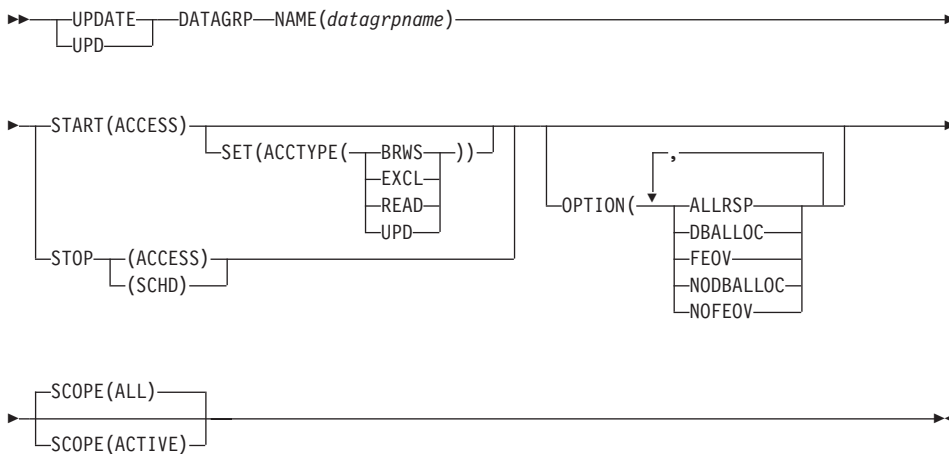 UPDATE DATAGRP NAME(datagrpname)
UPD
START(ACCESS)
SET(ACCTYPE( BRWS ))
EXCL
READ
UPD
STOP (ACCESS)
(SCHD)
,
OPTION( ALLRSP
DBALLOC
FEOV
NODBALLOC
NOFEOV
SCOPE(ALL)
SCOPE(ACTIVE)